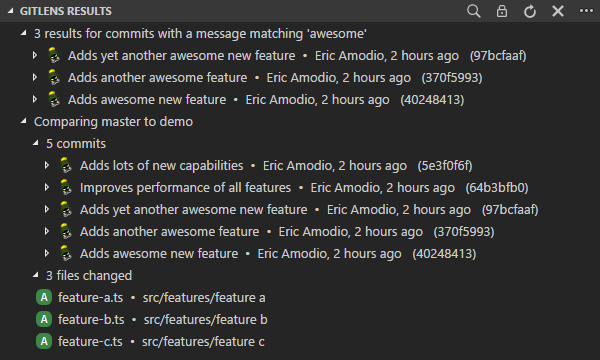 GITLENS RESULTS
3 results for commits with a message matching 'awesome'
Adds yet another awesome new feature • Eric Amodio, 2 hours ago (97bcfaaf)
Adds another awesome feature • Eric Amodio, 2 hours ago (370f5993)
Adds awesome new feature • Eric Amodio, 2 hours ago (40248413)
Comparing master to demo
5 commits
Adds lots of new capabilities • Eric Amodio, 2 hours ago (5e3f0f6f)
Improves performance of all features • Eric Amodio, 2 hours ago (64b3bfb0)
Adds yet another awesome new feature • Eric Amodio, 2 hours ago (97bcfaaf)
Adds another awesome feature • Eric Amodio, 2 hours ago (370f5993)
Adds awesome new feature • Eric Amodio, 2 hours ago (40248413)
3 files changed
A feature-a.ts • src/features/feature a
A feature-b.ts • src/features/feature b
A feature-c.ts • src/features/feature c